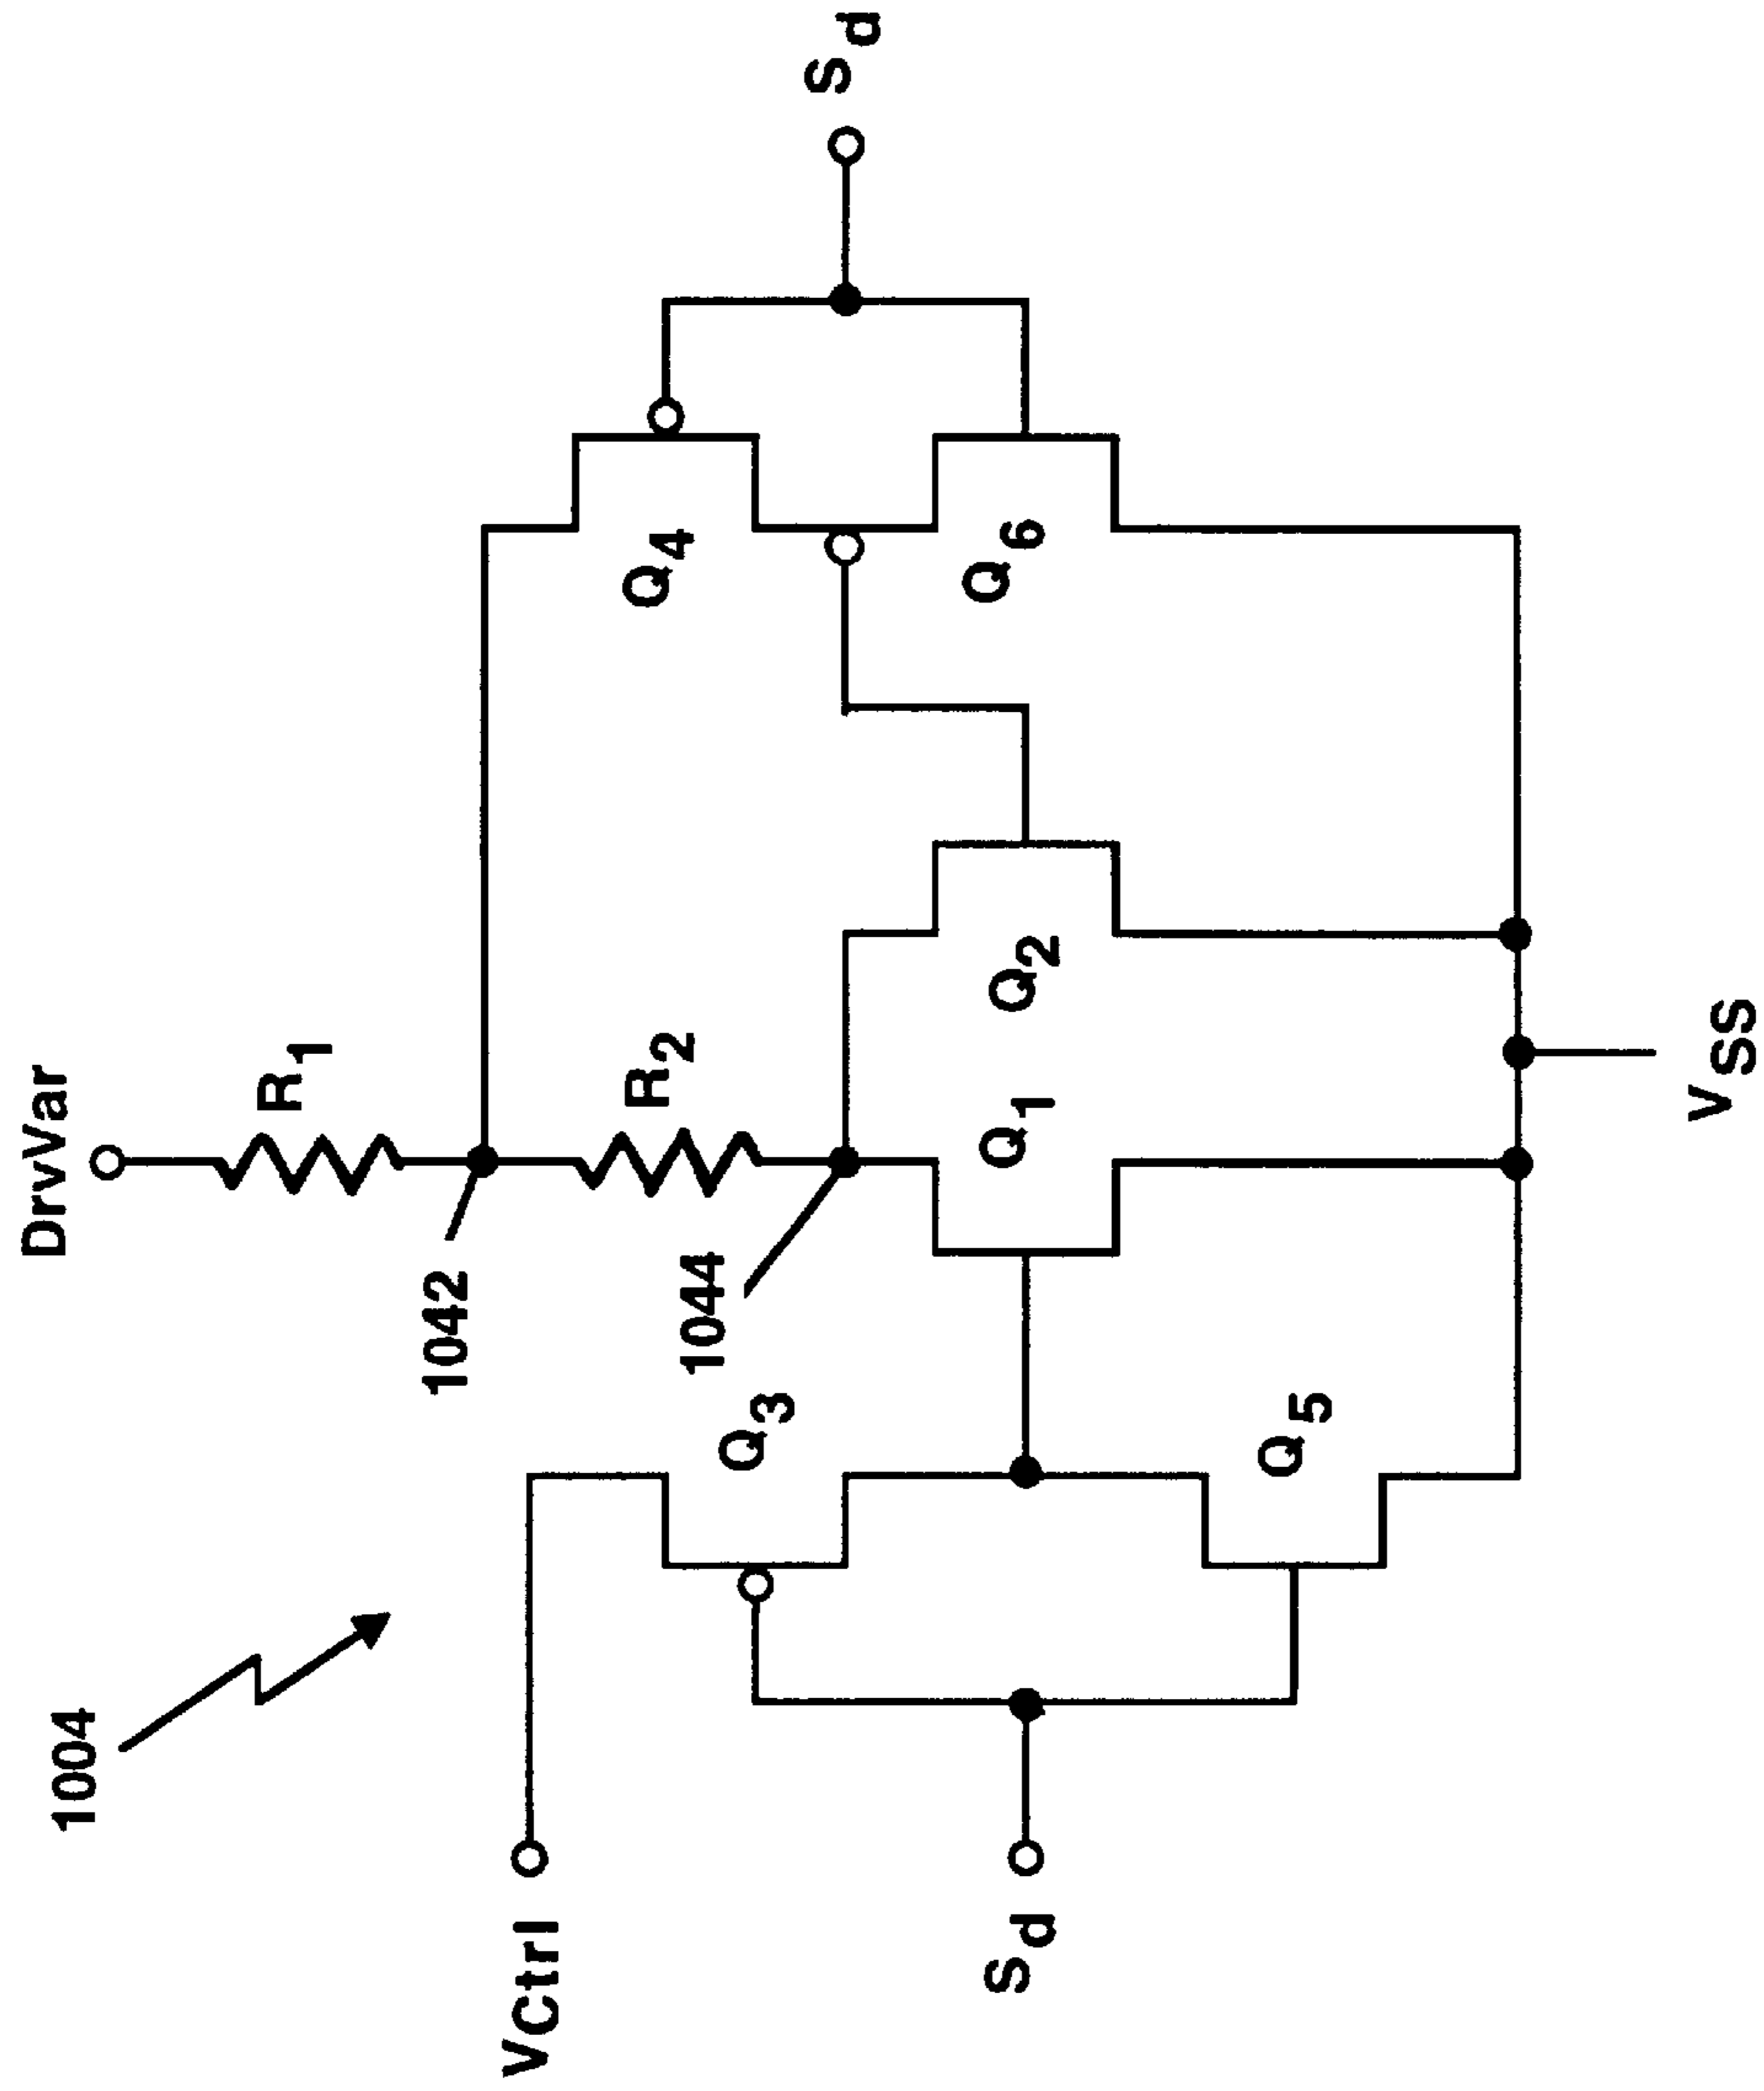 DrvVar
1004
R1
1042
R2
1044
Q3
Q1
Q4
Sd
VCtrl
Sd
Q5
Q2
Q6
VSS